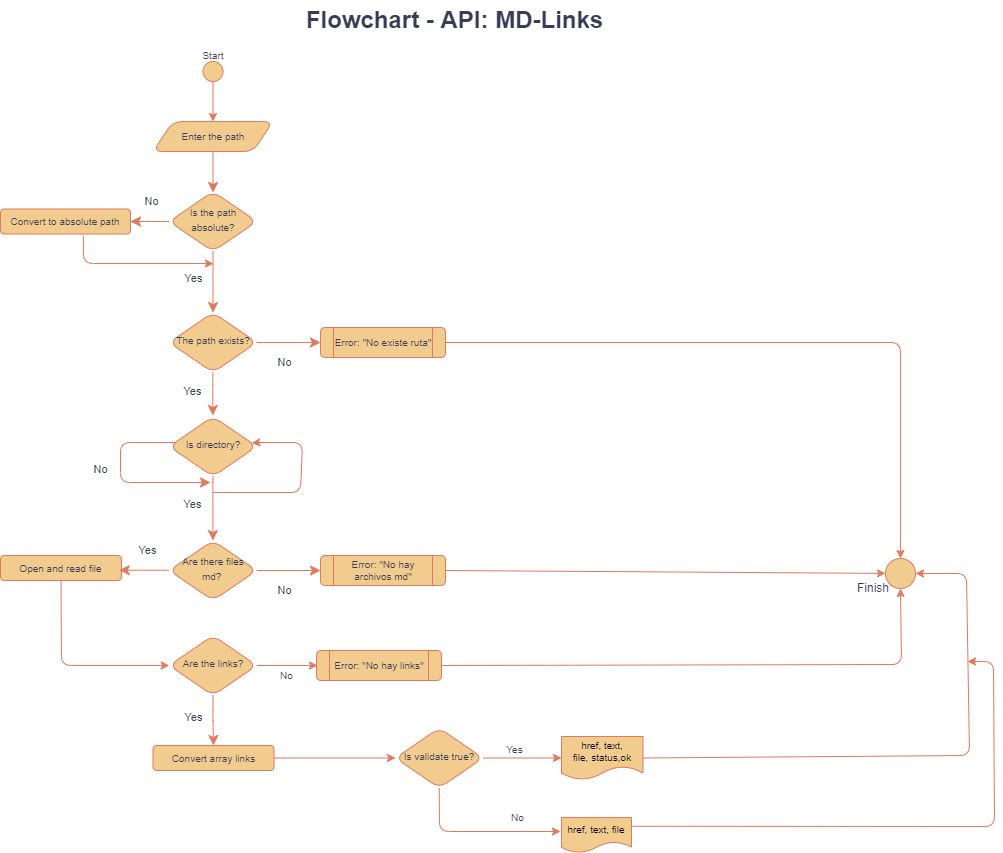 Flowchart - API: MD-Links
Start
Enter the path
No
Is the path
absolute?
Convert to absolute path
Yes
The path exists?
Error: "No existe ruta"
No
Yes
Is directory?
No
Yes
Yes
Are there files
md?
Open and read file
Error: "No hay
archivos md"
No
Finish
Are the links?
Error: "No hay links"
No
Yes
Convert array links
Is validate true?
Yes
href, text,
file, status,ok
No
href, text, file